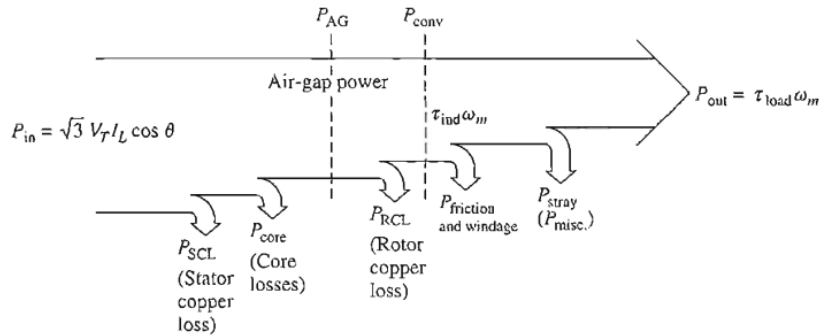 P_AG
P_conv
Air-gap power
P_out = τ_load ω_m
τ_ind ω_m
P_in = √3 V_T I_L cos θ
P_SCL
(Stator
copper
loss)
P_core
(Core
losses)
P_RCL
(Rotor
copper
loss)
P_friction
and windage
P_stray
(P_misc.)